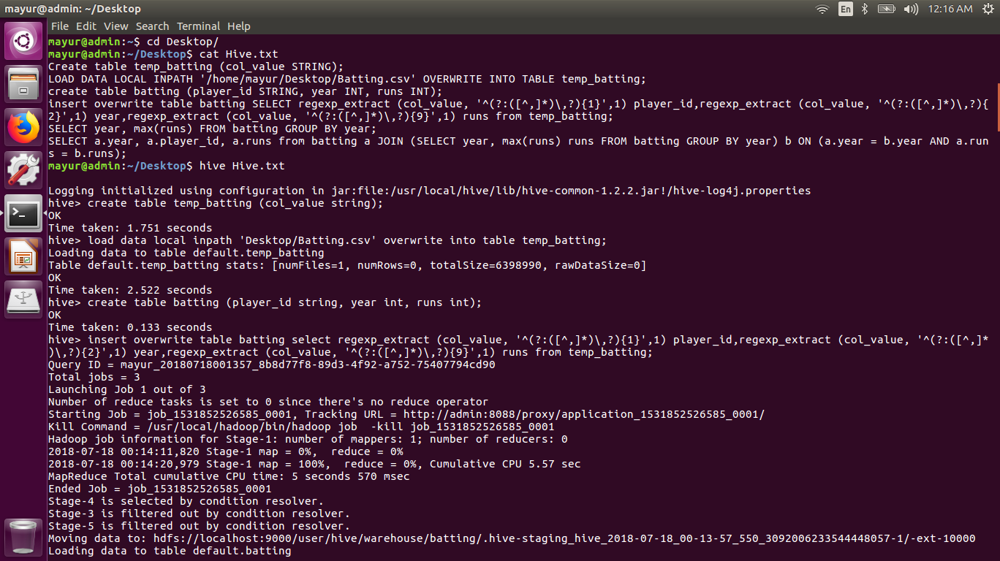 mayur@admin: ~/Desktop
En
12:16 AM
File Edit View Search Terminal Help
mayur@admin:~$ cd Desktop/
mayur@admin:~/Desktop$ cat Hive.txt
Create table temp_batting (col_value STRING);
LOAD DATA LOCAL INPATH '/home/mayur/Desktop/Batting.csv' OVERWRITE INTO TABLE temp_batting;
create table batting (player_id STRING, year INT, runs INT);
insert overwrite table batting SELECT regexp_extract (col_value, '^(?:([^,]*)\,?){1}',1) player_id,regexp_extract (col_value, '^(?:([^,]*)\,?){
2}',1) year,regexp_extract (col_value, '^(?:([^,]*)\,?){9}',1) runs from temp_batting;
SELECT year, max(runs) FROM batting GROUP BY year;
SELECT a.year, a.player_id, a.runs from batting a JOIN (SELECT year, max(runs) runs FROM batting GROUP BY year) b ON (a.year = b.year AND a.run
s = b.runs);
mayur@admin:~/Desktop$ hive Hive.txt
Logging initialized using configuration in jar:file:/usr/local/hive/lib/hive-common-1.2.2.jar!/hive-log4j.properties
hive> create table temp_batting (col_value string);
OK
Time taken: 1.751 seconds
hive> load data local inpath 'Desktop/Batting.csv' overwrite into table temp_batting;
Loading data to table default.temp_batting
Table default.temp_batting stats: [numFiles=1, numRows=0, totalSize=6398990, rawDataSize=0]
OK
Time taken: 2.522 seconds
hive> create table batting (player_id string, year int, runs int);
OK
Time taken: 0.133 seconds
hive> insert overwrite table batting select regexp_extract (col_value, '^(?:([^,]*)\,?){1}',1) player_id,regexp_extract (col_value, '^(?:([^,]*
)\,?){2}',1) year,regexp_extract (col_value, '^(?:([^,]*)\,?){9}',1) runs from temp_batting;
Query ID = mayur_20180718001357_8b8d77f8-89d3-4f92-a752-75407794cd90
Total jobs = 3
Launching Job 1 out of 3
Number of reduce tasks is set to 0 since there's no reduce operator
Starting Job = job_1531852526585_0001, Tracking URL = http://admin:8088/proxy/application_1531852526585_0001/
Kill Command = /usr/local/hadoop/bin/hadoop job  -kill job_1531852526585_0001
Hadoop job information for Stage-1: number of mappers: 1; number of reducers: 0
2018-07-18 00:14:11,820 Stage-1 map = 0%,  reduce = 0%
2018-07-18 00:14:20,979 Stage-1 map = 100%,  reduce = 0%, Cumulative CPU 5.57 sec
MapReduce Total cumulative CPU time: 5 seconds 570 msec
Ended Job = job_1531852526585_0001
Stage-4 is selected by condition resolver.
Stage-3 is filtered out by condition resolver.
Stage-5 is filtered out by condition resolver.
Moving data to: hdfs://localhost:9000/user/hive/warehouse/batting/.hive-staging_hive_2018-07-18_00-13-57_550_3092006233544448057-1/-ext-10000
Loading data to table default.batting